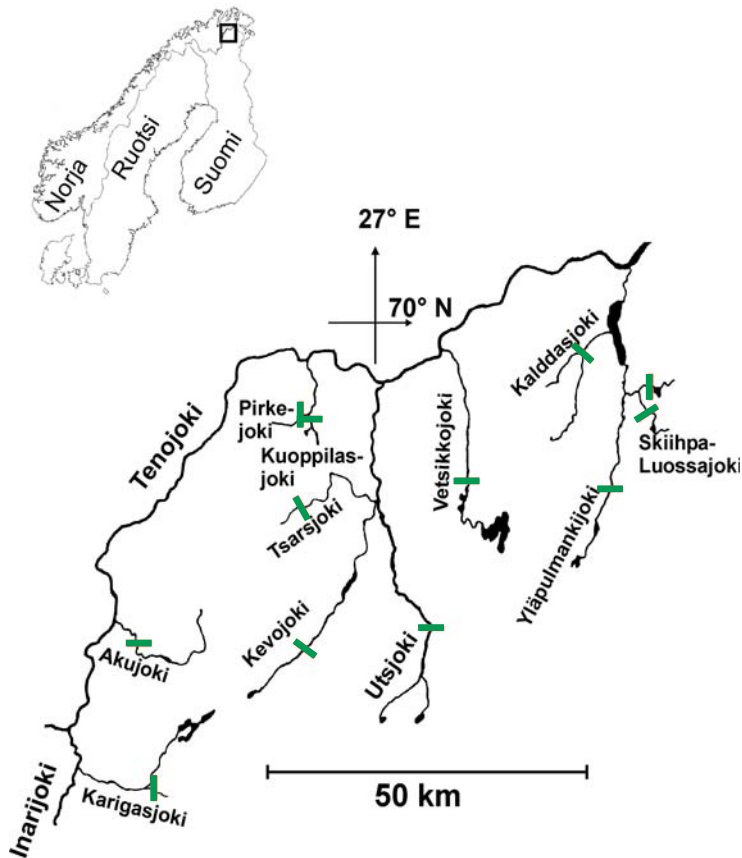 Norja
Ruotsi
Suomi
27° E
70° N
Tenojoki
Pirke-
joki
Kuoppilas-
joki
Tsarsjoki
Vetsikkojoki
Kalddasjoki
Skiihpa-
Luossajoki
Yläpulmankijoki
Akujoki
Kevojoki
Utsjoki
Inarijoki
Karigasjoki
50 km